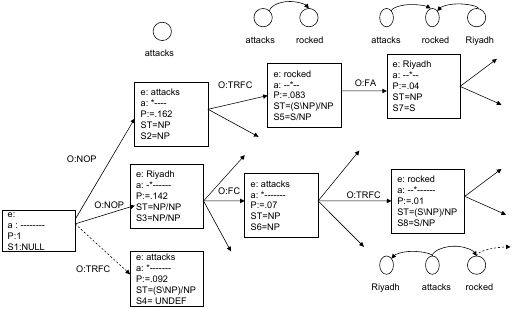 attacks
attacks rocked
attacks rocked Riyadh
e: attacks
a: *----
P:=.162
ST=NP
S2=NP
O:TRFC
e: rocked
a: --*--
P:=.083
ST=(S\NP)/NP
S5=S/NP
O:FA
e: Riyadh
a: --*--
P:=.04
ST=NP
S7=S
O:NOP
O:NOP
e: Riyadh
a: -*------
P:=.142
ST=NP/NP
S3=NP/NP
O:FC
e: attacks
a: *-------
P:=.07
ST=NP
S6=NP
O:TRFC
e: rocked
a: --*------
P:=.01
ST=(S\NP)/NP
S8=S/NP
e:
a : --------
P:1
S1:NULL
O:TRFC
e: attacks
a: *-------
P:=.092
ST=(S\NP)/NP
S4= UNDEF
Riyadh attacks rocked